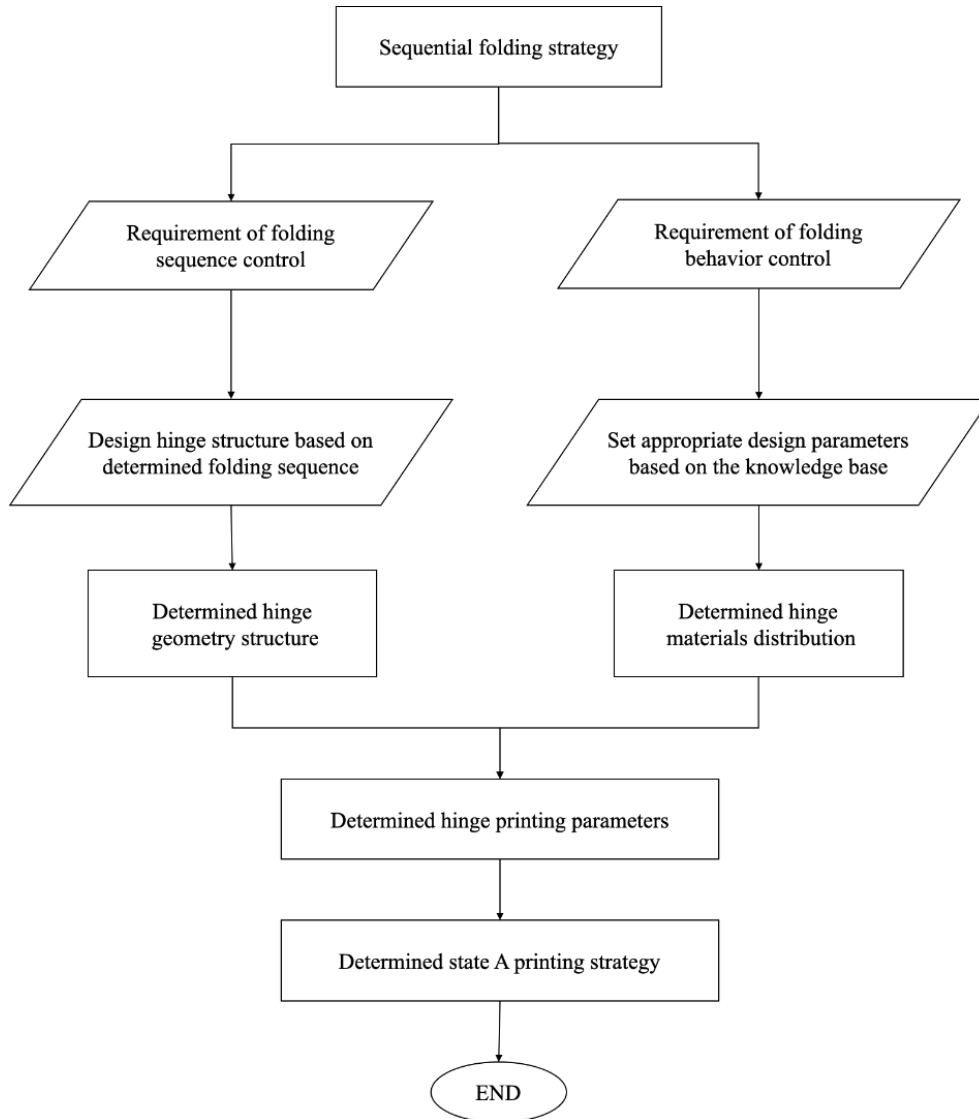 Sequential folding strategy
Requirement of folding
sequence control
Requirement of folding
behavior control
Design hinge structure based on
determined folding sequence
Set appropriate design parameters
based on the knowledge base
Determined hinge
geometry structure
Determined hinge
materials distribution
Determined hinge printing parameters
Determined state A printing strategy
END